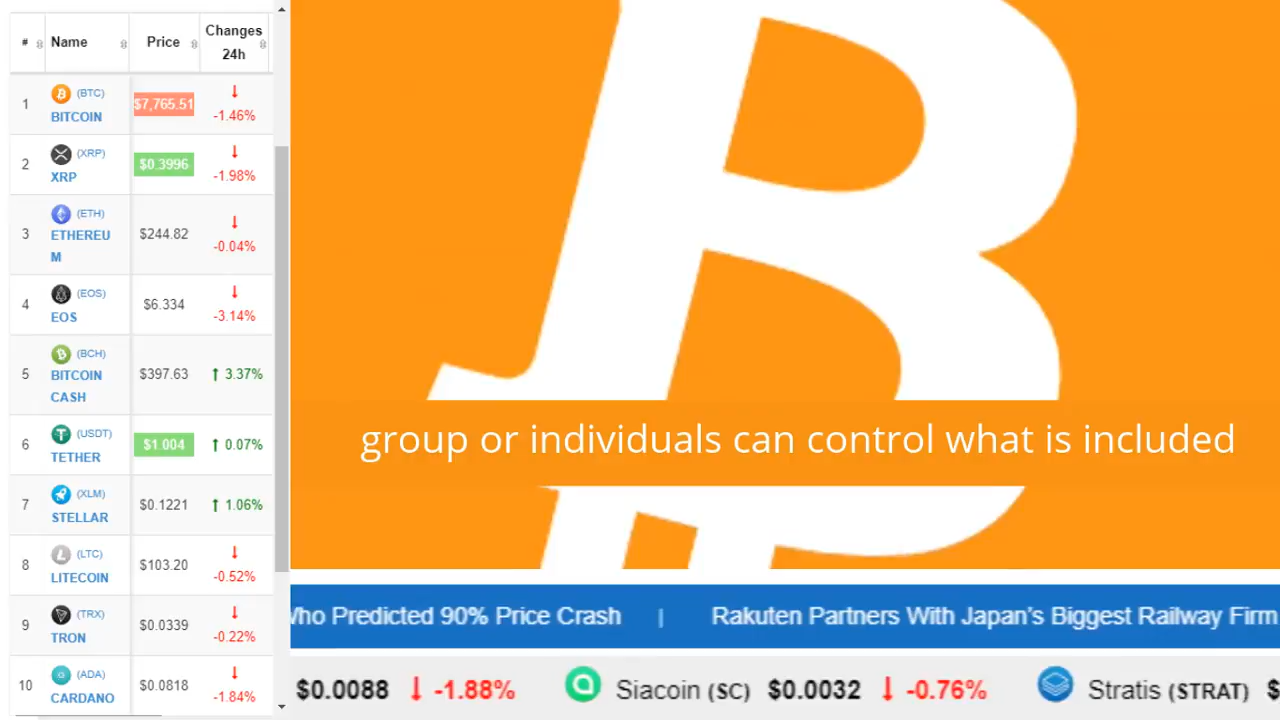 # Name Price Changes 24h
1 (BTC) BITCOIN $7,765.51 -1.46%
2 (XRP) XRP $0.3996 -1.98%
3 (ETH) ETHEREUM $244.82 -0.04%
4 (EOS) EOS $6.334 -3.14%
5 (BCH) BITCOIN CASH $397.63 3.37%
6 (USDT) TETHER $1.004 0.07%
7 (XLM) STELLAR $0.1221 1.06%
8 (LTC) LITECOIN $103.20 -0.52%
9 (TRX) TRON $0.0339 -0.22%
10 (ADA) CARDANO $0.0818 -1.84%
group or individuals can control what is included
Who Predicted 90% Price Crash | Rakuten Partners With Japan's Biggest Railway Firm
$0.0088 -1.88% Siacoin (SC) $0.0032 -0.76% Stratis (STRAT)